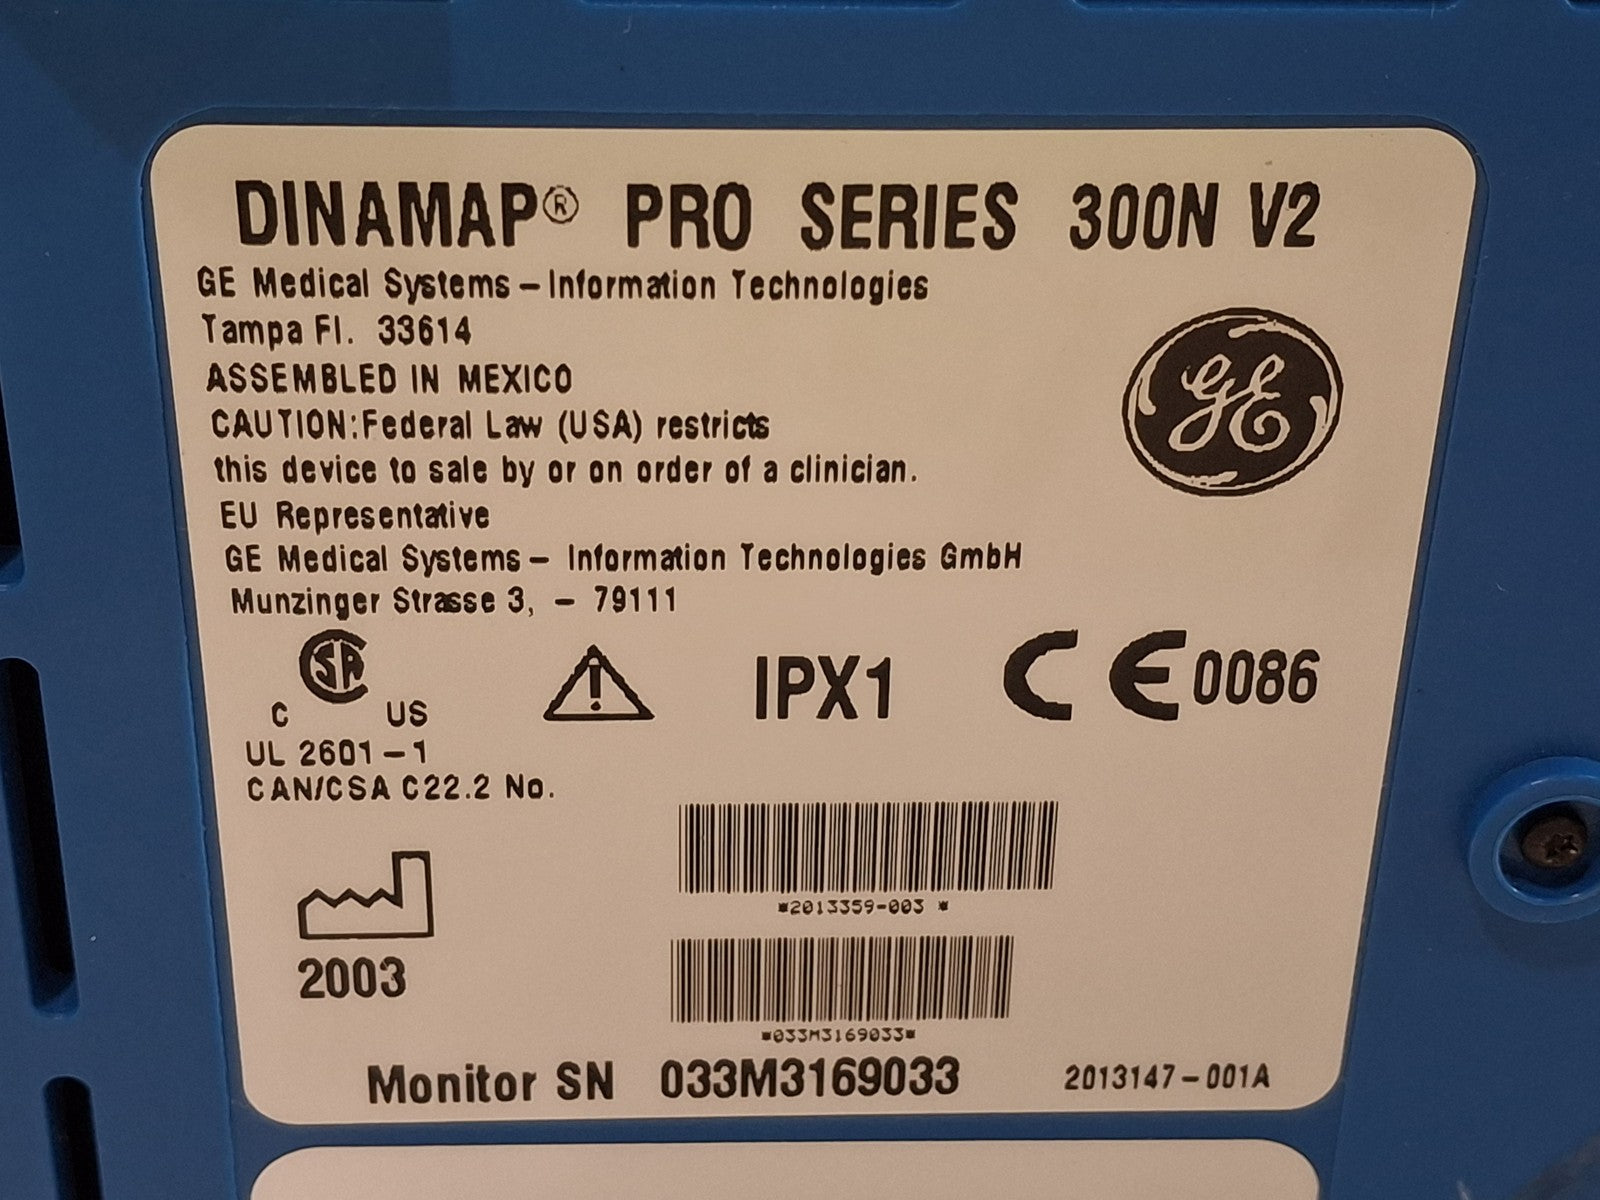 DINAMAP® PRO SERIES 300N V2
GE Medical Systems – Information Technologies
Tampa Fl. 33614
ASSEMBLED IN MEXICO
CAUTION: Federal Law (USA) restricts
this device to sale by or on order of a clinician.
EU Representative
GE Medical Systems – Information Technologies GmbH
Munzinger Strasse 3, – 79111
GE
CSA
C US
UL 2601-1
CAN/CSA C22.2 No.
! IPX1 CE 0086
*2013359-003 *
2003
*033M3169033*
Monitor SN 033M3169033 2013147-001A